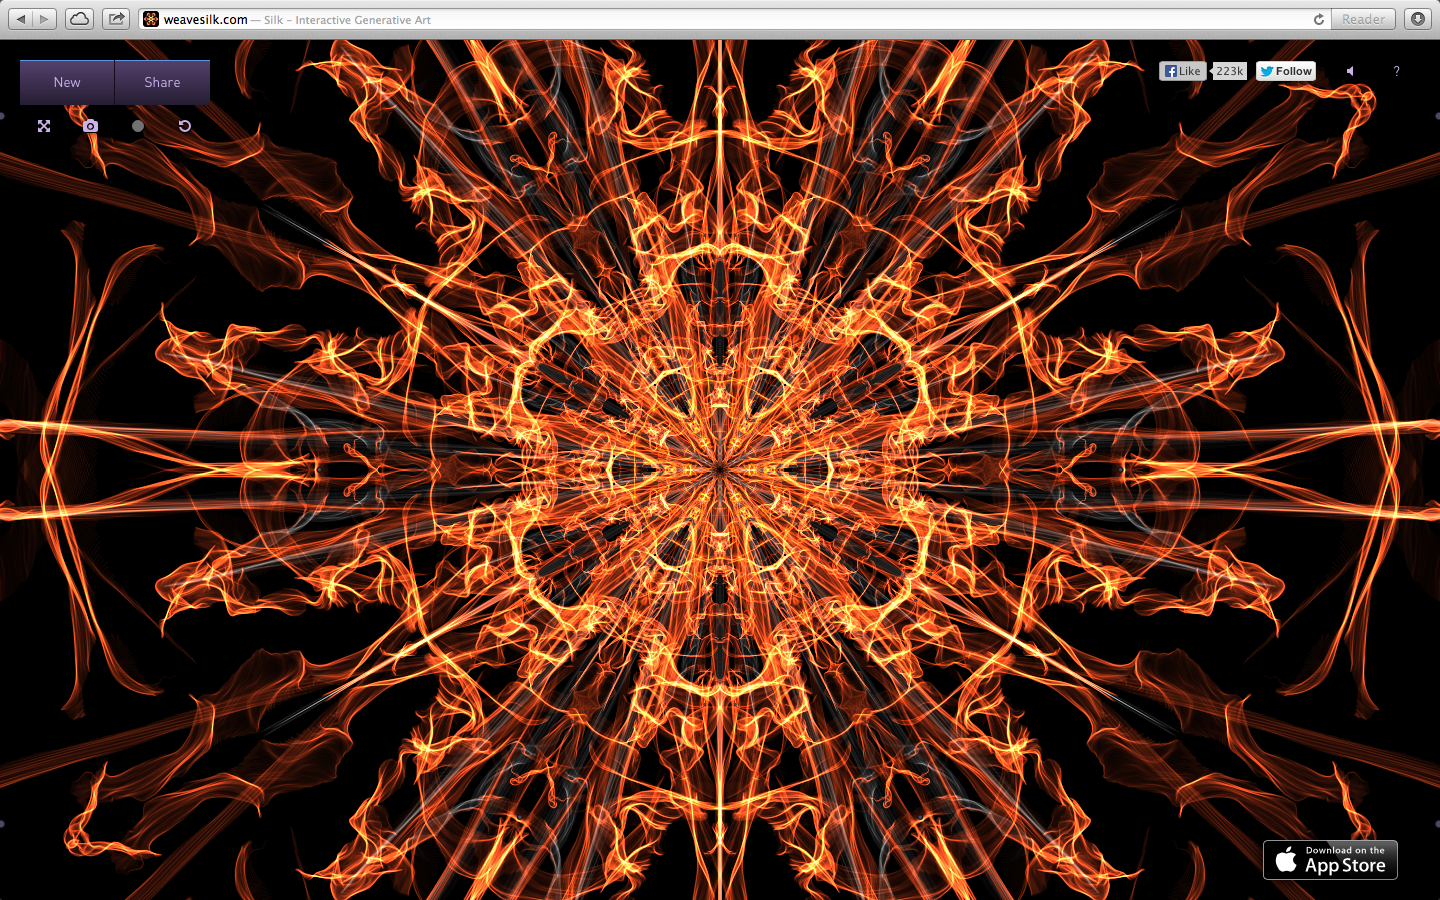 weavesilk.com — Silk – Interactive Generative Art
Reader
New
Share
Like
223k
Follow
?
Download on the
App Store